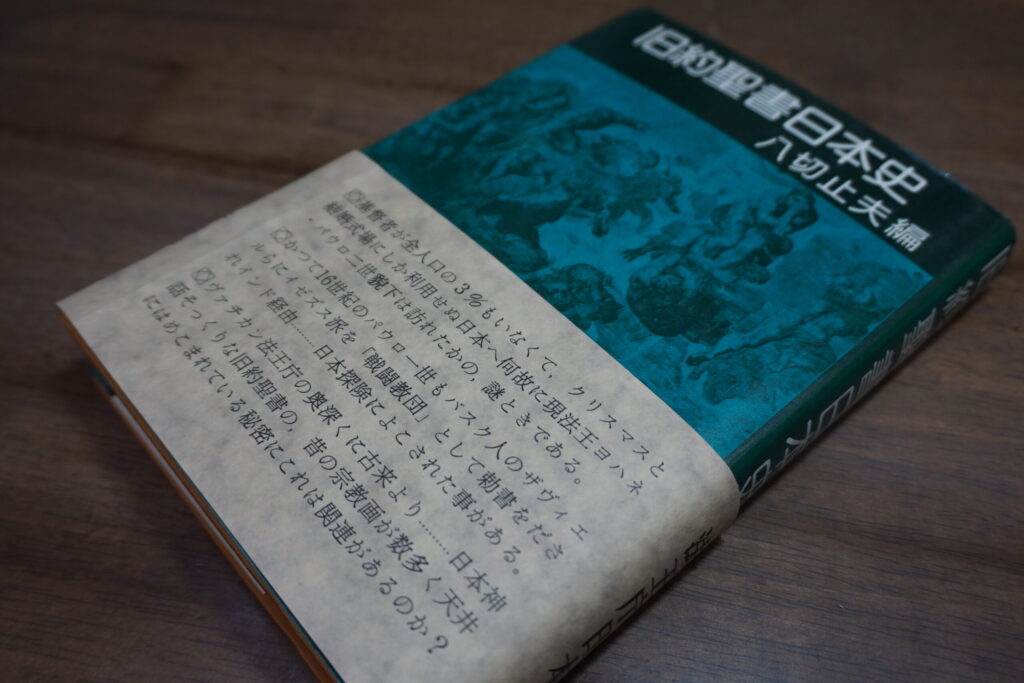 旧約聖書日本史
八切止夫編
◎基督者が全人口の3%もいなくて，クリスマスと
結婚式場にしか利用せぬ日本へ何故に現法王ヨハネ
・パウロ二世猊下は訪れたかの，謎ときである。
◎かつて16世紀のパウロ一世もバスク人のザヴィエ
ルらにイゼス派を「戦闘教団」として勅書をださ
れインド経由……日本探険によこされた事がある。
◎ヴァチカン法王庁の奥深くに古来より……日本神
話そっくりな旧約聖書の，昔の宗教画が数多く天井
にはめこまれている秘密にこれは関連があるのか？
旧約聖書日本史